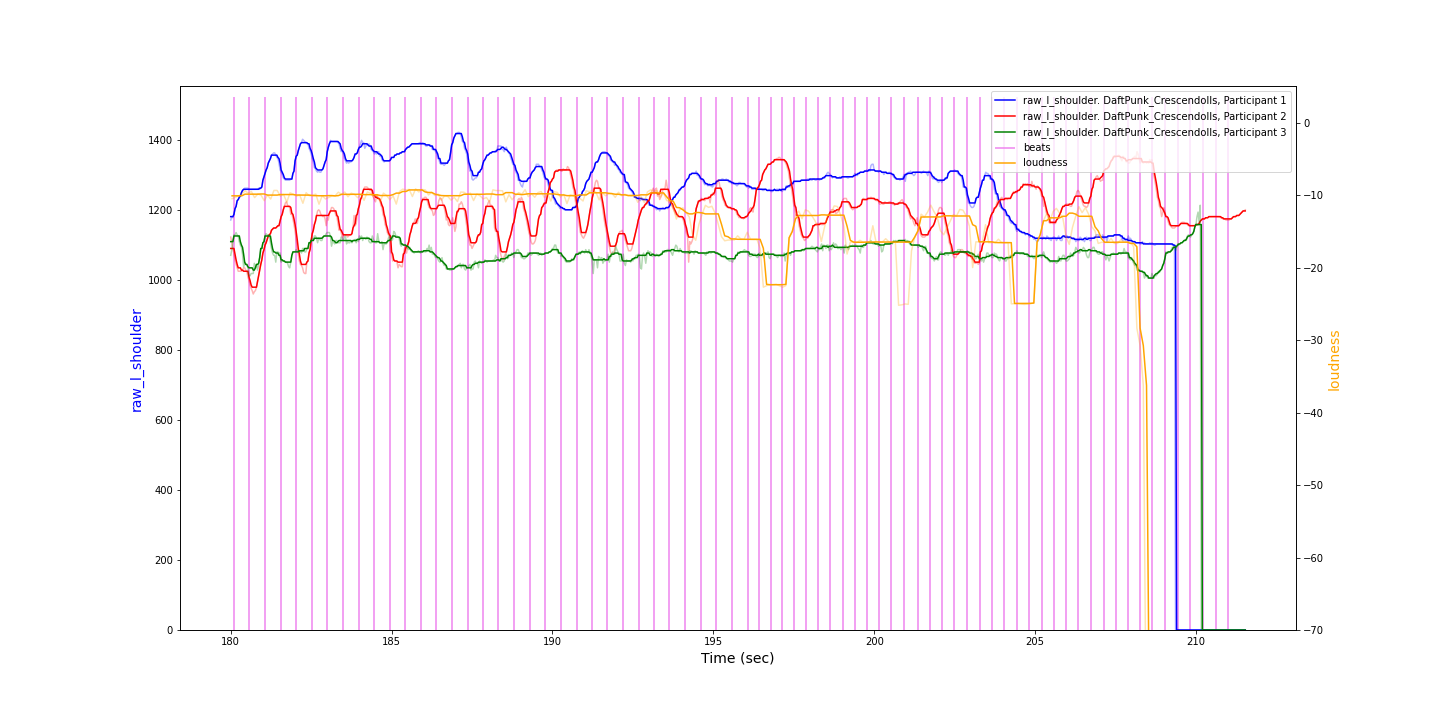 raw_l_shoulder. DaftPunk_Crescendolls, Participant 1
raw_l_shoulder. DaftPunk_Crescendolls, Participant 2
raw_l_shoulder. DaftPunk_Crescendolls, Participant 3
beats
loudness
1400
1200
1000
800
600
400
200
0
raw_l_shoulder
0
−10
−20
−30
−40
−50
−60
−70
loudness
180 185 190 195 200 205 210
Time (sec)